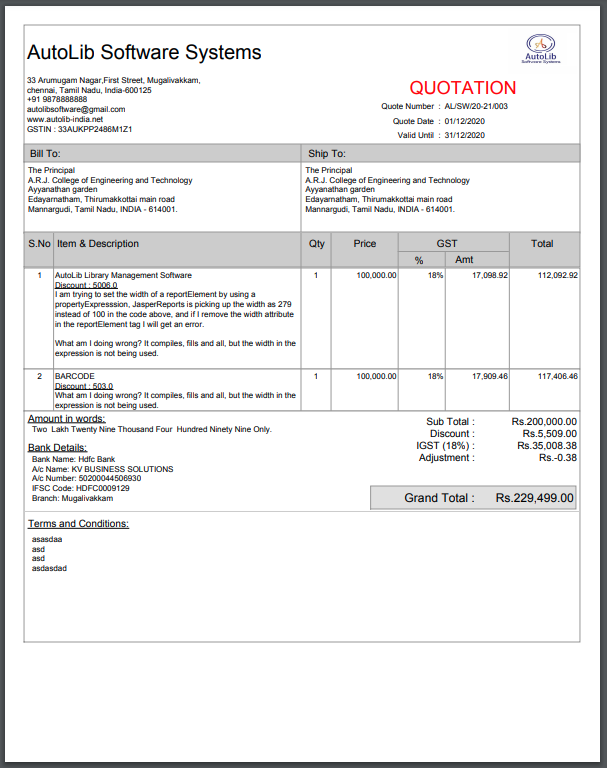 AutoLib Software Systems
AutoLib
Software Systems
33 Arumugam Nagar,First Street, Mugalivakkam,
chennai, Tamil Nadu, India-600125
+91 9878888888
autolibsoftware@gmail.com
www.autolib-india.net
GSTIN : 33AUKPP2486M1Z1
QUOTATION
Quote Number : AL/SW/20-21/003
Quote Date : 01/12/2020
Valid Until : 31/12/2020
Bill To: Ship To:
The Principal The Principal
A.R.J. College of Engineering and Technology A.R.J. College of Engineering and Technology
Ayyanathan garden Ayyanathan garden
Edayarnatham, Thirumakkottai main road Edayarnatham, Thirumakkottai main road
Mannargudi, Tamil Nadu, INDIA - 614001. Mannargudi, Tamil Nadu, INDIA - 614001.
S.No Item & Description Qty Price GST Total
% Amt
1 AutoLib Library Management Software 1 100,000.00 18% 17,098.92 112,092.92
Discount : 5006.0
I am trying to set the width of a reportElement by using a
propertyExpresssion, JasperReports is picking up the width as 279
instead of 100 in the code above, and if I remove the width attribute
in the reportElement tag I will get an error.
What am I doing wrong? It compiles, fills and all, but the width in the
expression is not being used.
2 BARCODE 1 100,000.00 18% 17,909.46 117,406.46
Discount : 503.0
What am I doing wrong? It compiles, fills and all, but the width in the
expression is not being used.
Amount in words:
Two Lakh Twenty Nine Thousand Four Hundred Ninety Nine Only.
Sub Total : Rs.200,000.00
Discount : Rs.5,509.00
IGST (18%) : Rs.35,008.38
Adjustment : Rs.-0.38
Bank Details:
Bank Name: Hdfc Bank
A/c Name: KV BUSINESS SOLUTIONS
A/c Number: 50200044506930
IFSC Code: HDFC0009129
Branch: Mugalivakkam
Grand Total : Rs.229,499.00
Terms and Conditions:
asasdaa
asd
asd
asdasdad